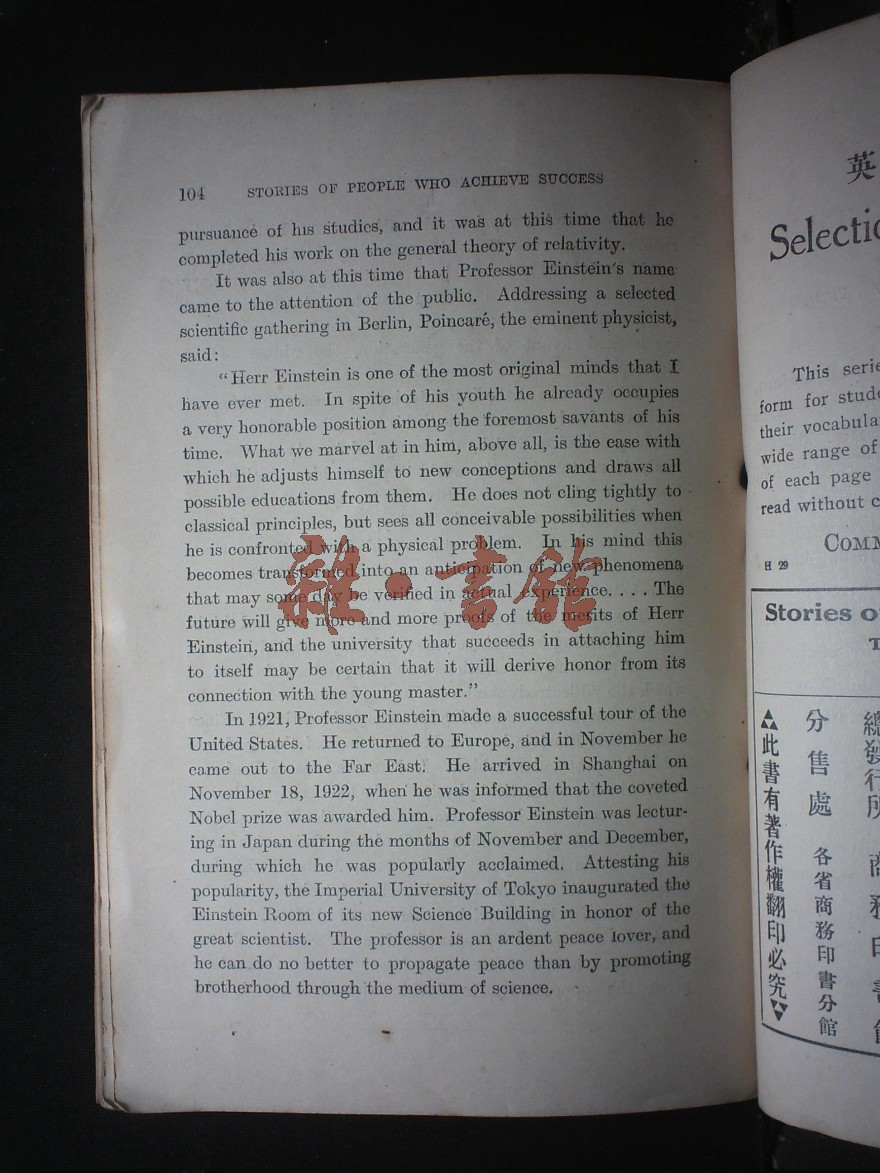 104 STORIES OF PEOPLE WHO ACHIEVE SUCCESS
pursuance of his studies, and it was at this time that he
completed his work on the general theory of relativity.
It was also at this time that Professor Einstein's name
came to the attention of the public. Addressing a selected
scientific gathering in Berlin, Poincaré, the eminent physicist,
said:
"Herr Einstein is one of the most original minds that I
have ever met. In spite of his youth he already occupies
a very honorable position among the foremost savants of his
time. What we marvel at in him, above all, is the ease with
which he adjusts himself to new conceptions and draws all
possible educations from them. He does not cling tightly to
classical principles, but sees all conceivable possibilities when
he is confronted with a physical problem. In his mind this
becomes transformed into an anticipation of new phenomena
that may some day be verified in actual experience. . . . The
future will give more and more proofs of the merits of Herr
Einstein, and the university that succeeds in attaching him
to itself may be certain that it will derive honor from its
connection with the young master."
In 1921, Professor Einstein made a successful tour of the
United States. He returned to Europe, and in November he
came out to the Far East. He arrived in Shanghai on
November 18, 1922, when he was informed that the coveted
Nobel prize was awarded him. Professor Einstein was lectur-
ing in Japan during the months of November and December,
during which he was popularly acclaimed. Attesting his
popularity, the Imperial University of Tokyo inaugurated the
Einstein Room of its new Science Building in honor of the
great scientist. The professor is an ardent peace lover, and
he can do no better to propagate peace than by promoting
brotherhood through the medium of science.
雜·書館
英
Selectio
This serie
form for stude
their vocabula
wide range of
of each page
read without c
COMM
H 29
Stories o
T
總發行所 商務印書館
分售處 各省商務印書分館
此書有著作權翻印必究